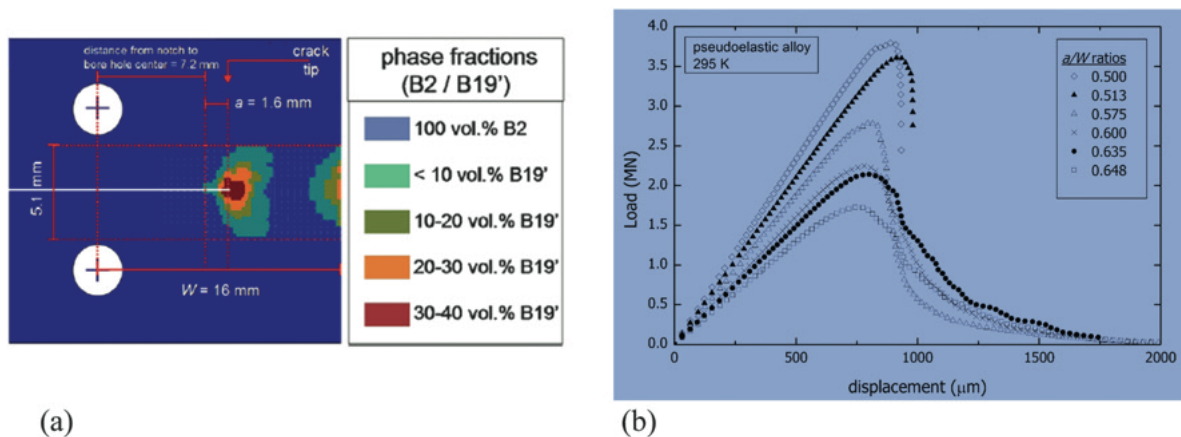 distance from notch to
bore hole center = 7.2 mm
crack
tip
a = 1.6 mm
5.1 mm
W = 16 mm
phase fractions
(B2 / B19')
100 vol.% B2
< 10 vol.% B19'
10-20 vol.% B19'
20-30 vol.% B19'
30-40 vol.% B19'
(a)
4.0
3.5
3.0
2.5
2.0
1.5
1.0
0.5
0.0
Load (MN)
pseudoelastic alloy
295 K
a/W ratios
0.500
0.513
0.575
0.600
0.635
0.648
0
500
1000
1500
2000
displacement (μm)
(b)